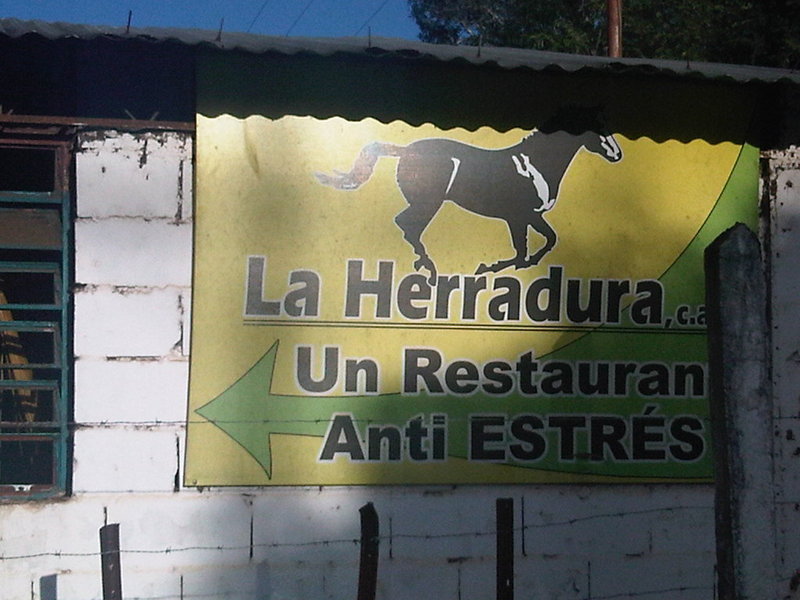 La Herradura, c.a
Un Restauran
Anti ESTRÉS